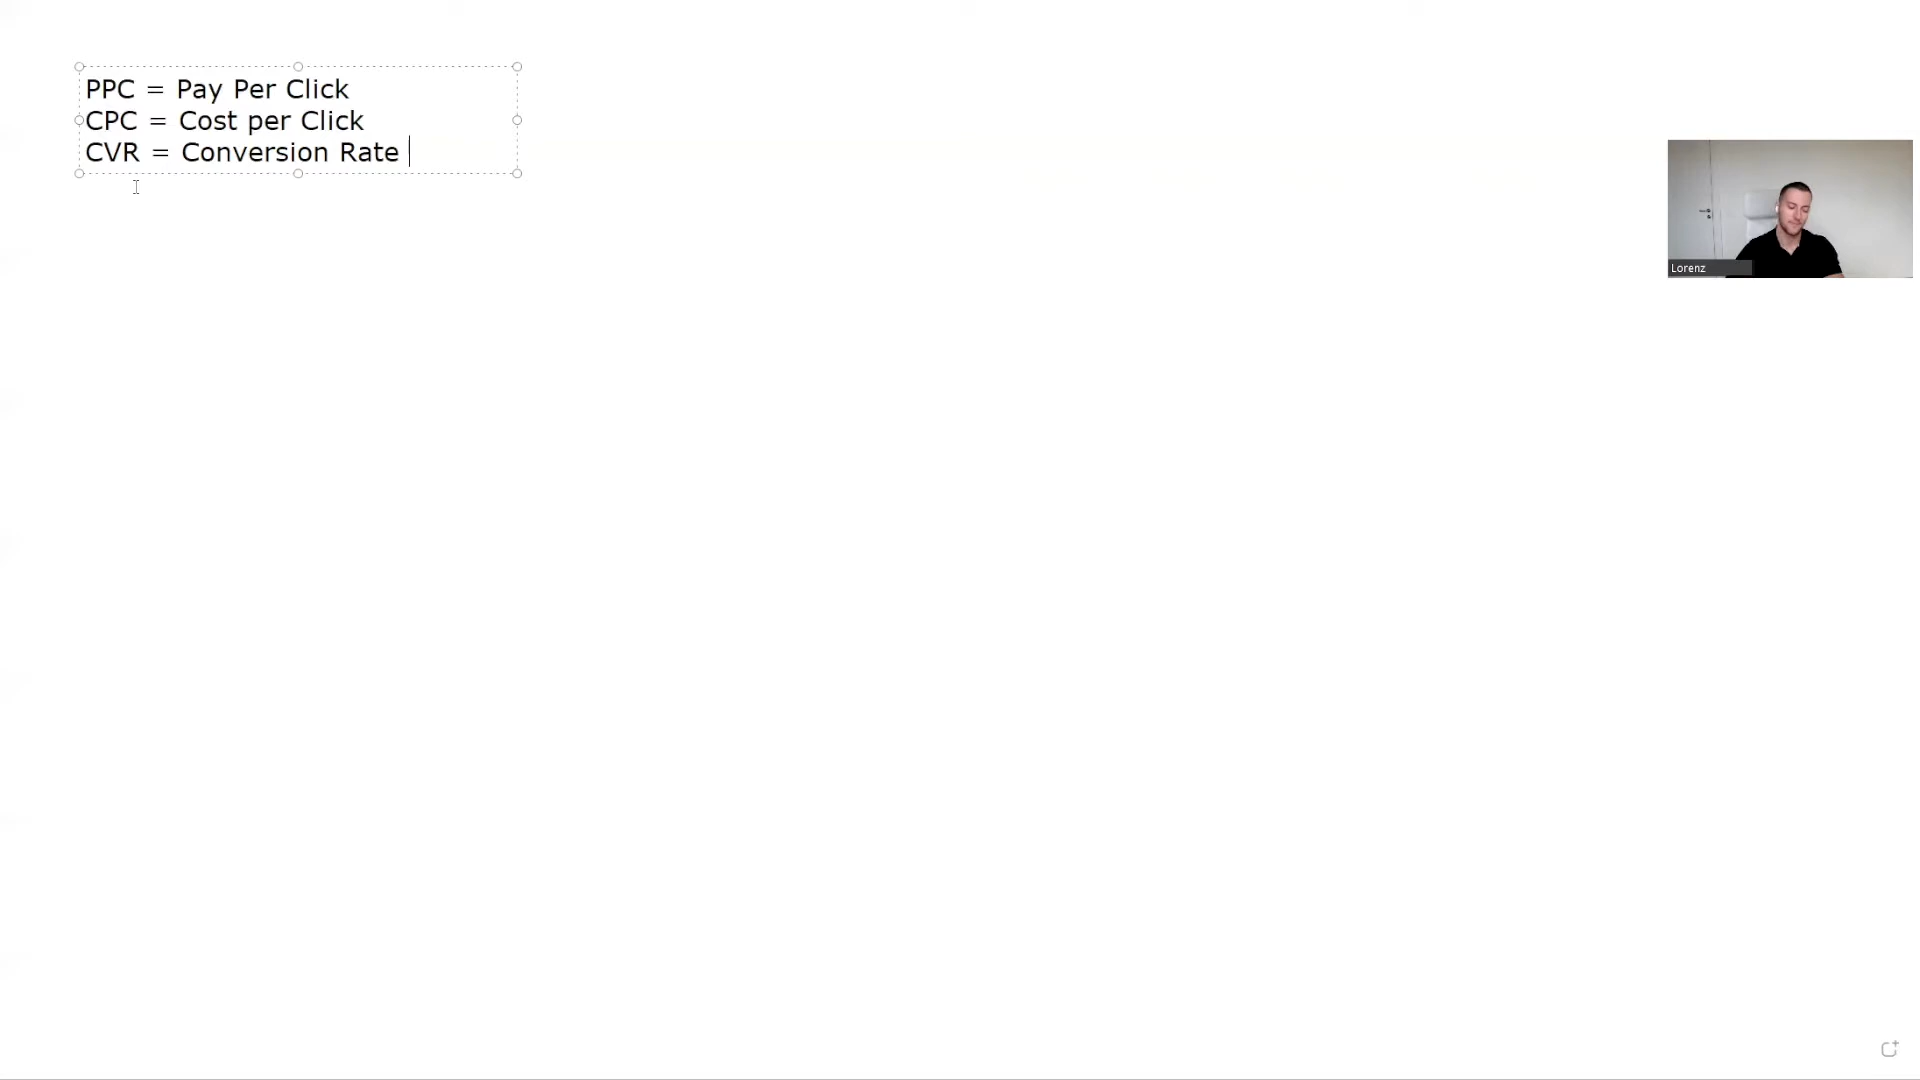 PPC = Pay Per Click
CPC = Cost per Click
CVR = Conversion Rate
Lorenz